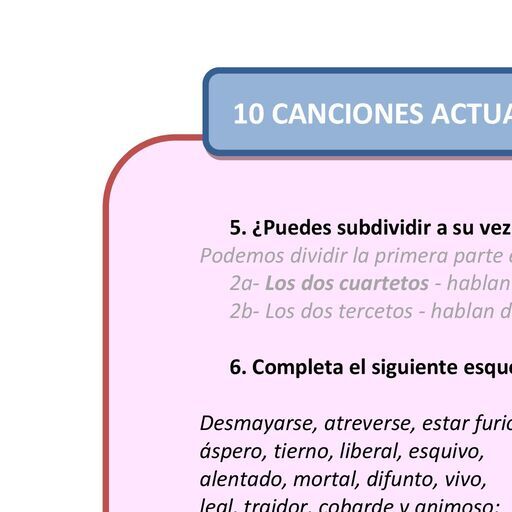 10 CANCIONES ACTUA
5. ¿Puedes subdividir a su vez
Podemos dividir la primera parte e
2a- Los dos cuartetos - hablan
2b- Los dos tercetos - hablan d
6. Completa el siguiente esque
Desmayarse, atreverse, estar furio
áspero, tierno, liberal, esquivo,
alentado, mortal, difunto, vivo,
leal, traidor, cobarde y animoso;